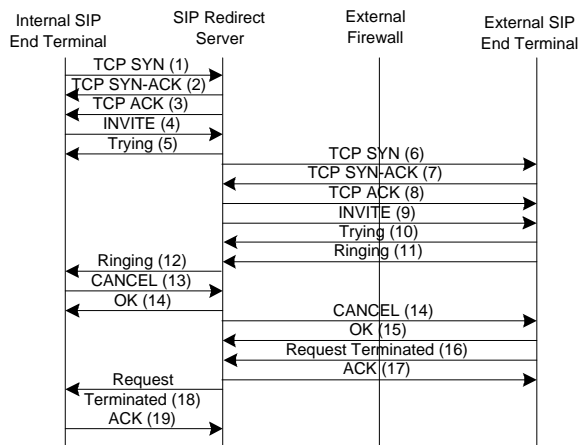 Internal SIP
End Terminal
SIP Redirect
Server
External
Firewall
External SIP
End Terminal
TCP SYN (1)
TCP SYN-ACK (2)
TCP ACK (3)
INVITE (4)
Trying (5)
TCP SYN (6)
TCP SYN-ACK (7)
TCP ACK (8)
INVITE (9)
Trying (10)
Ringing (11)
Ringing (12)
CANCEL (13)
OK (14)
CANCEL (14)
OK (15)
Request Terminated (16)
ACK (17)
Request
Terminated (18)
ACK (19)